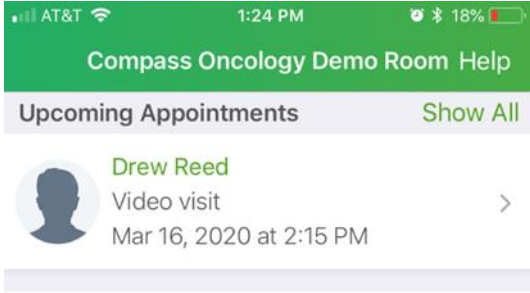 AT&T 1:24 PM 18%
Compass Oncology Demo Room Help
Upcoming Appointments Show All
Drew Reed
Video visit
Mar 16, 2020 at 2:15 PM